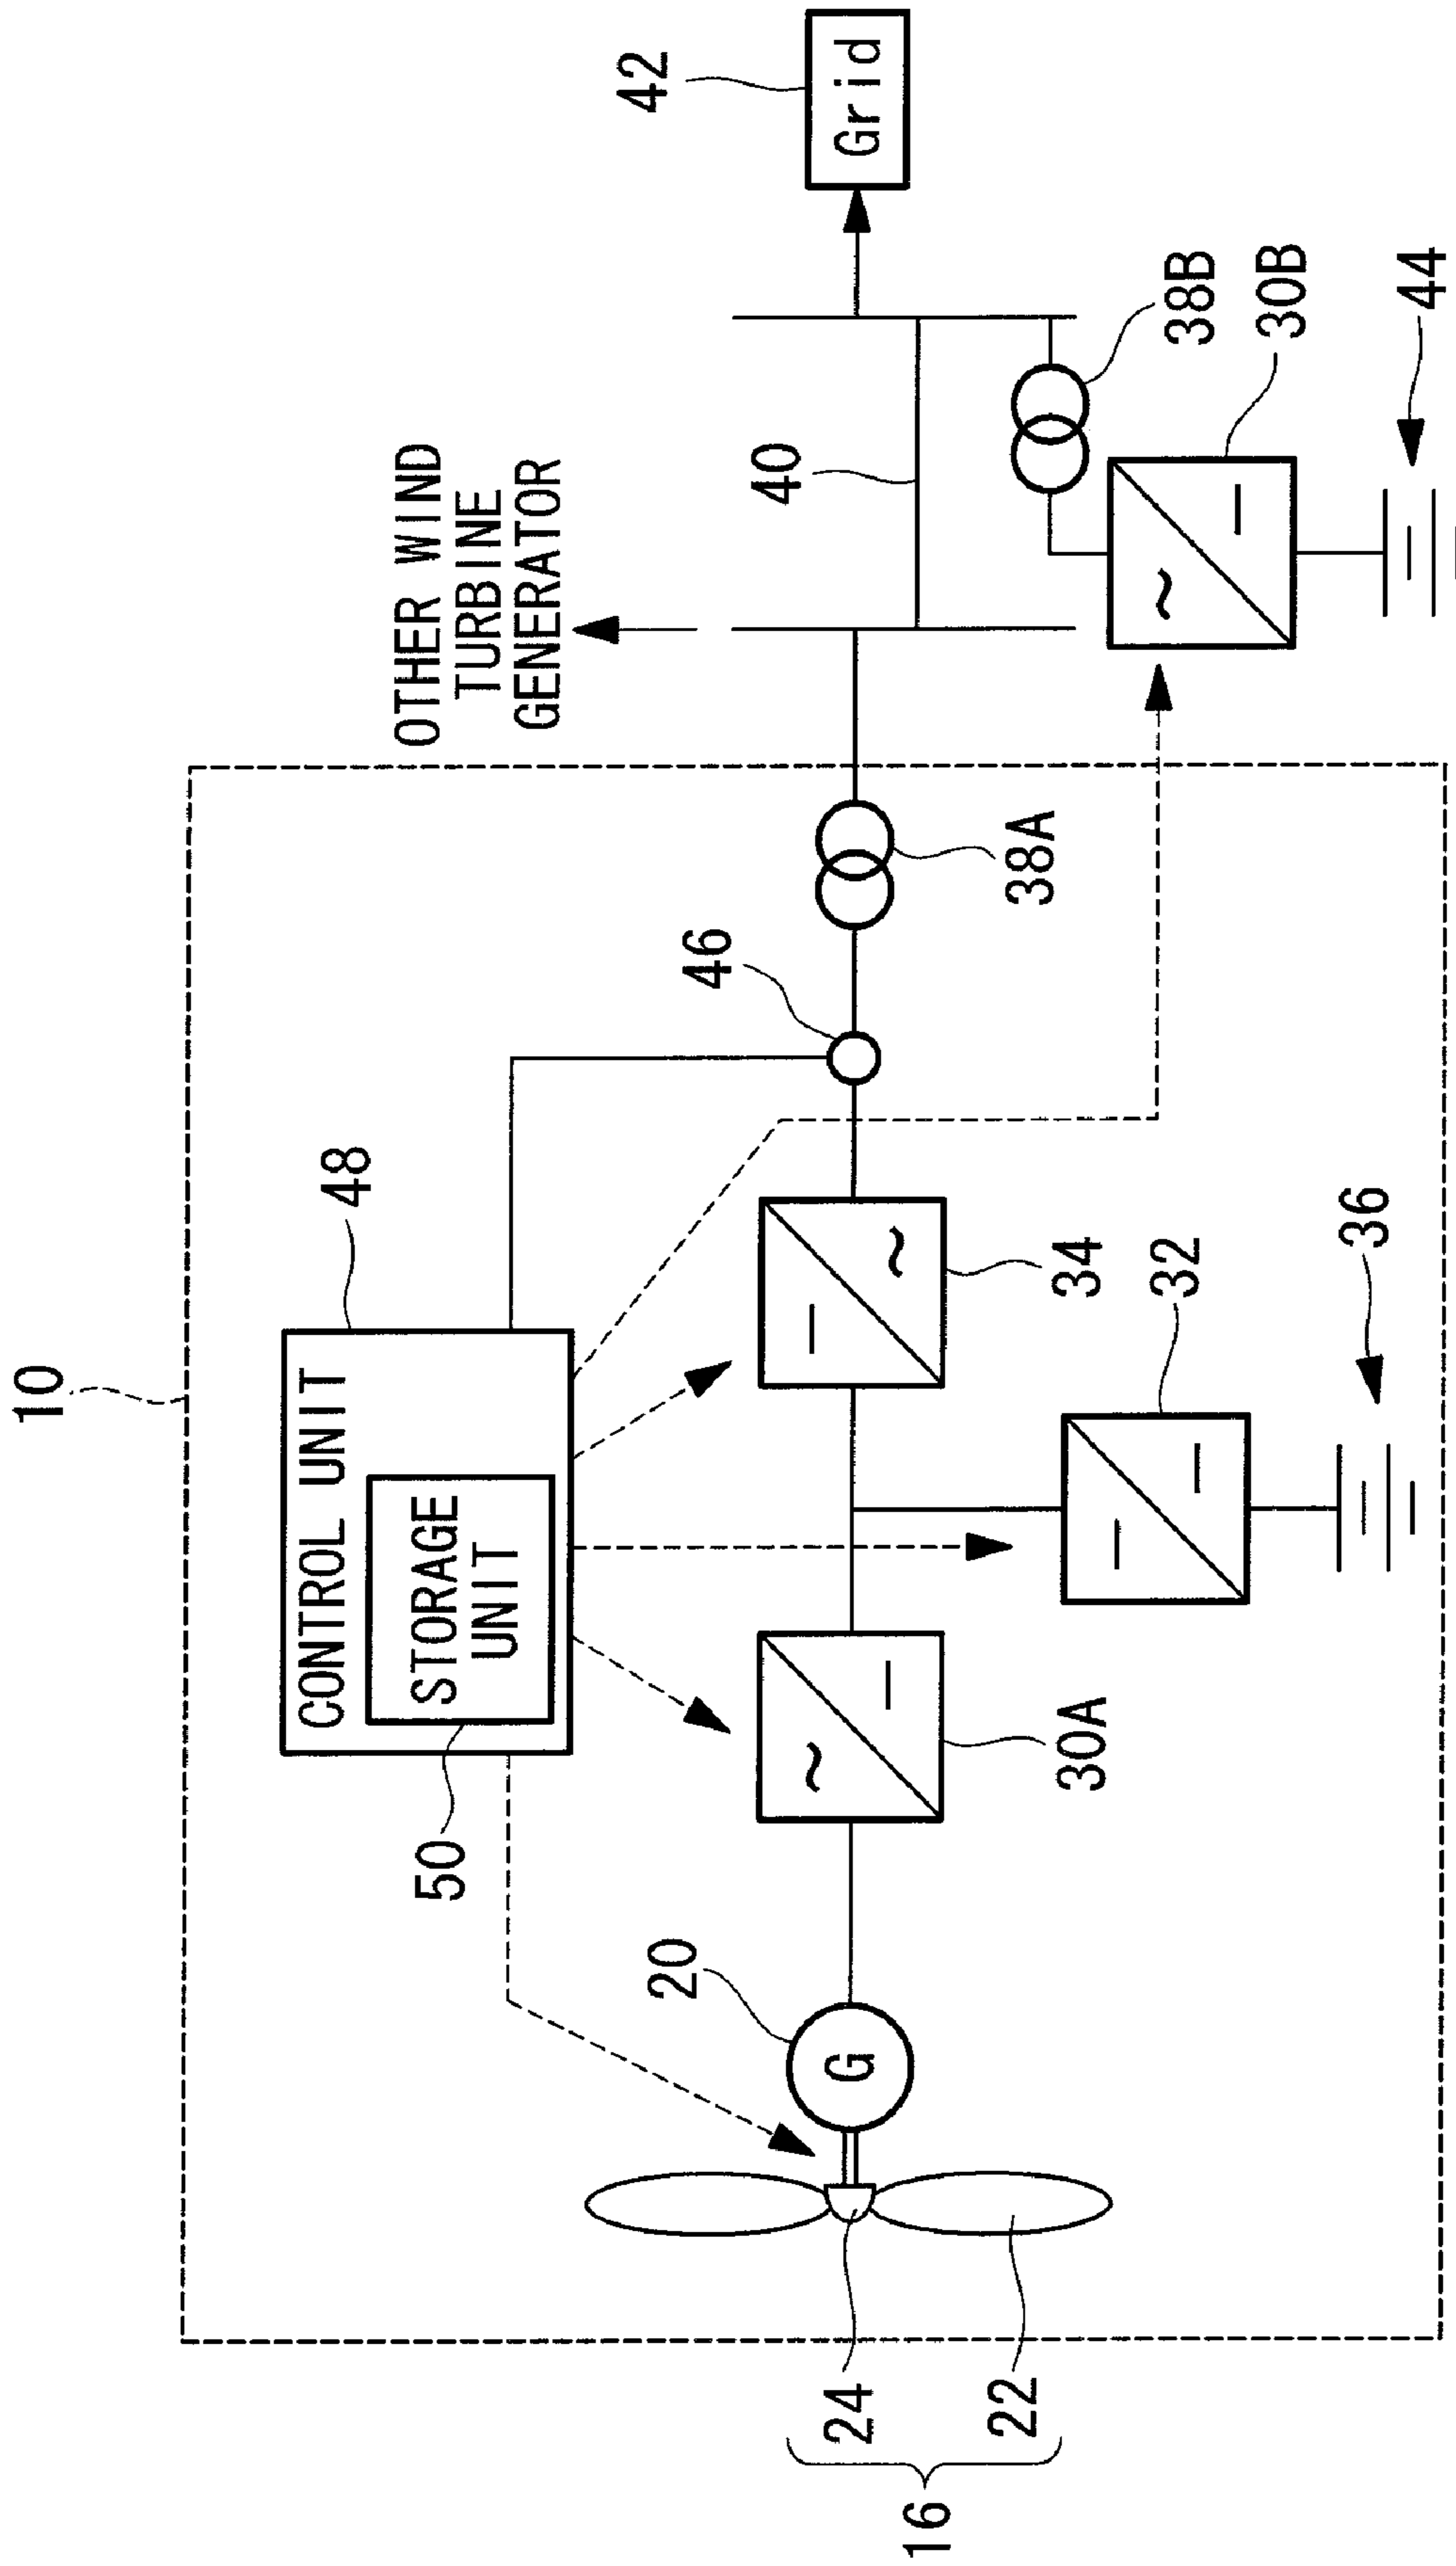 10
48
CONTROL UNIT
STORAGE
UNIT
50
OTHER WIND
TURBINE
GENERATOR
42
Grid
40
46
20
G
38A
38B
30B
44
34
32
36
30A
24
22
16
~
~
~